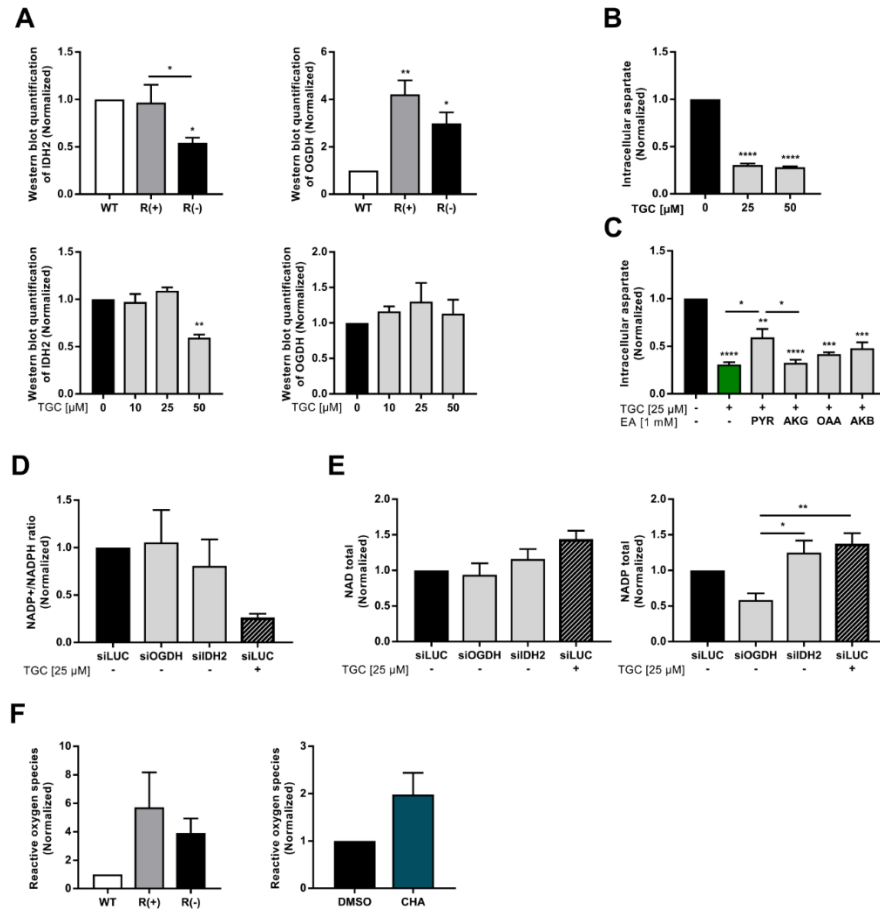 A
B
Western blot quantification
of IDH2 (Normalized)
1.5
1.0
0.5
0.0
*
*
WT R(+) R(-)
Western blot quantification
of OGDH (Normalized)
6
4
2
0
**
*
WT R(+) R(-)
Intracellular aspartate
(Normalized)
1.5
1.0
0.5
0.0
**** ****
TGC [µM] 0 25 50
Western blot quantification
of IDH2 (Normalized)
1.5
1.0
0.5
0.0
**
TGC [µM] 0 10 25 50
Western blot quantification
of OGDH (Normalized)
2.0
1.5
1.0
0.5
0.0
TGC [µM] 0 10 25 50
C
Intracellular aspartate
(Normalized)
1.5
1.0
0.5
0.0
* *
**** ** **** *** ***
TGC [25 µM] - + + + + +
EA [1 mM] - - PYR AKG OAA AKB
D
NADP+/NADPH ratio
(Normalized)
1.5
1.0
0.5
0.0
siLUC siOGDH siIDH2 siLUC
TGC [25 µM] - - - +
E
NAD total
(Normalized)
2.0
1.5
1.0
0.5
0.0
siLUC siOGDH siIDH2 siLUC
TGC [25 µM] - - - +
NADP total
(Normalized)
2.0
1.5
1.0
0.5
0.0
**
*
siLUC siOGDH siIDH2 siLUC
TGC [25 µM] - - - +
F
Reactive oxygen species
(Normalized)
10
8
6
4
2
0
WT R(+) R(-)
Reactive oxygen species
(Normalized)
3
2
1
0
DMSO CHA